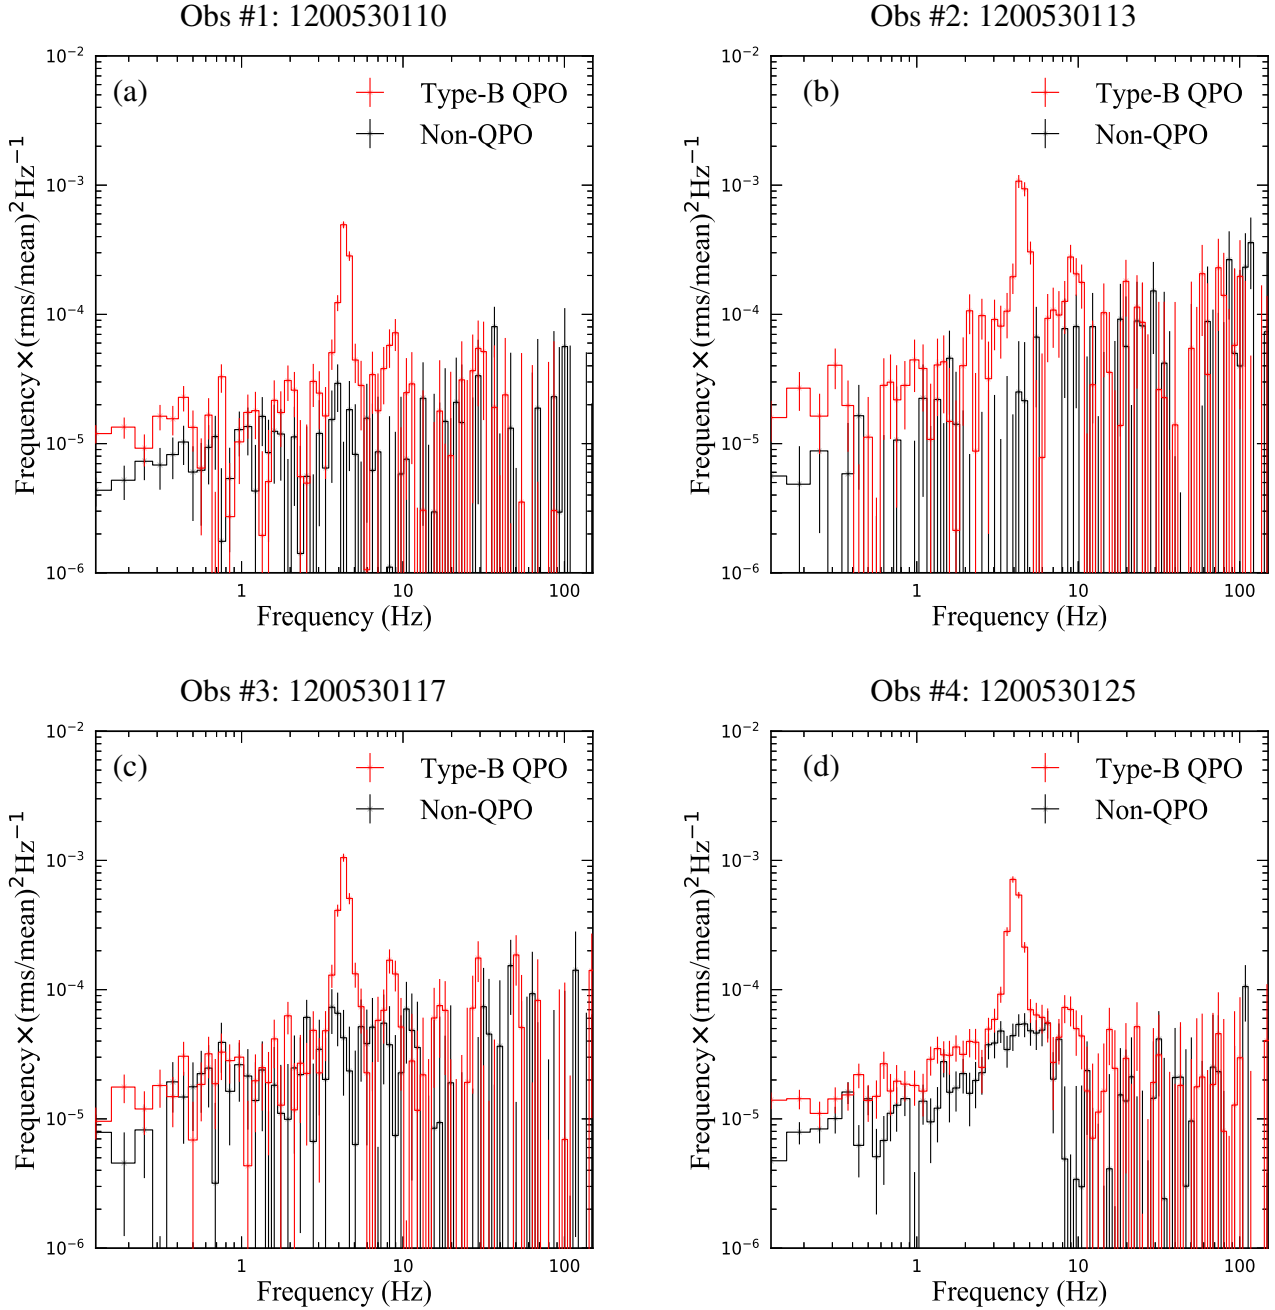 Obs #1: 1200530110
(a)
Type-B QPO
Non-QPO
Frequency×(rms/mean)²Hz⁻¹
10⁻²
10⁻³
10⁻⁴
10⁻⁵
10⁻⁶
1
10
100
Frequency (Hz)
Obs #2: 1200530113
(b)
Type-B QPO
Non-QPO
Frequency×(rms/mean)²Hz⁻¹
10⁻²
10⁻³
10⁻⁴
10⁻⁵
10⁻⁶
1
10
100
Frequency (Hz)
Obs #3: 1200530117
(c)
Type-B QPO
Non-QPO
Frequency×(rms/mean)²Hz⁻¹
10⁻²
10⁻³
10⁻⁴
10⁻⁵
10⁻⁶
1
10
100
Frequency (Hz)
Obs #4: 1200530125
(d)
Type-B QPO
Non-QPO
Frequency×(rms/mean)²Hz⁻¹
10⁻²
10⁻³
10⁻⁴
10⁻⁵
10⁻⁶
1
10
100
Frequency (Hz)